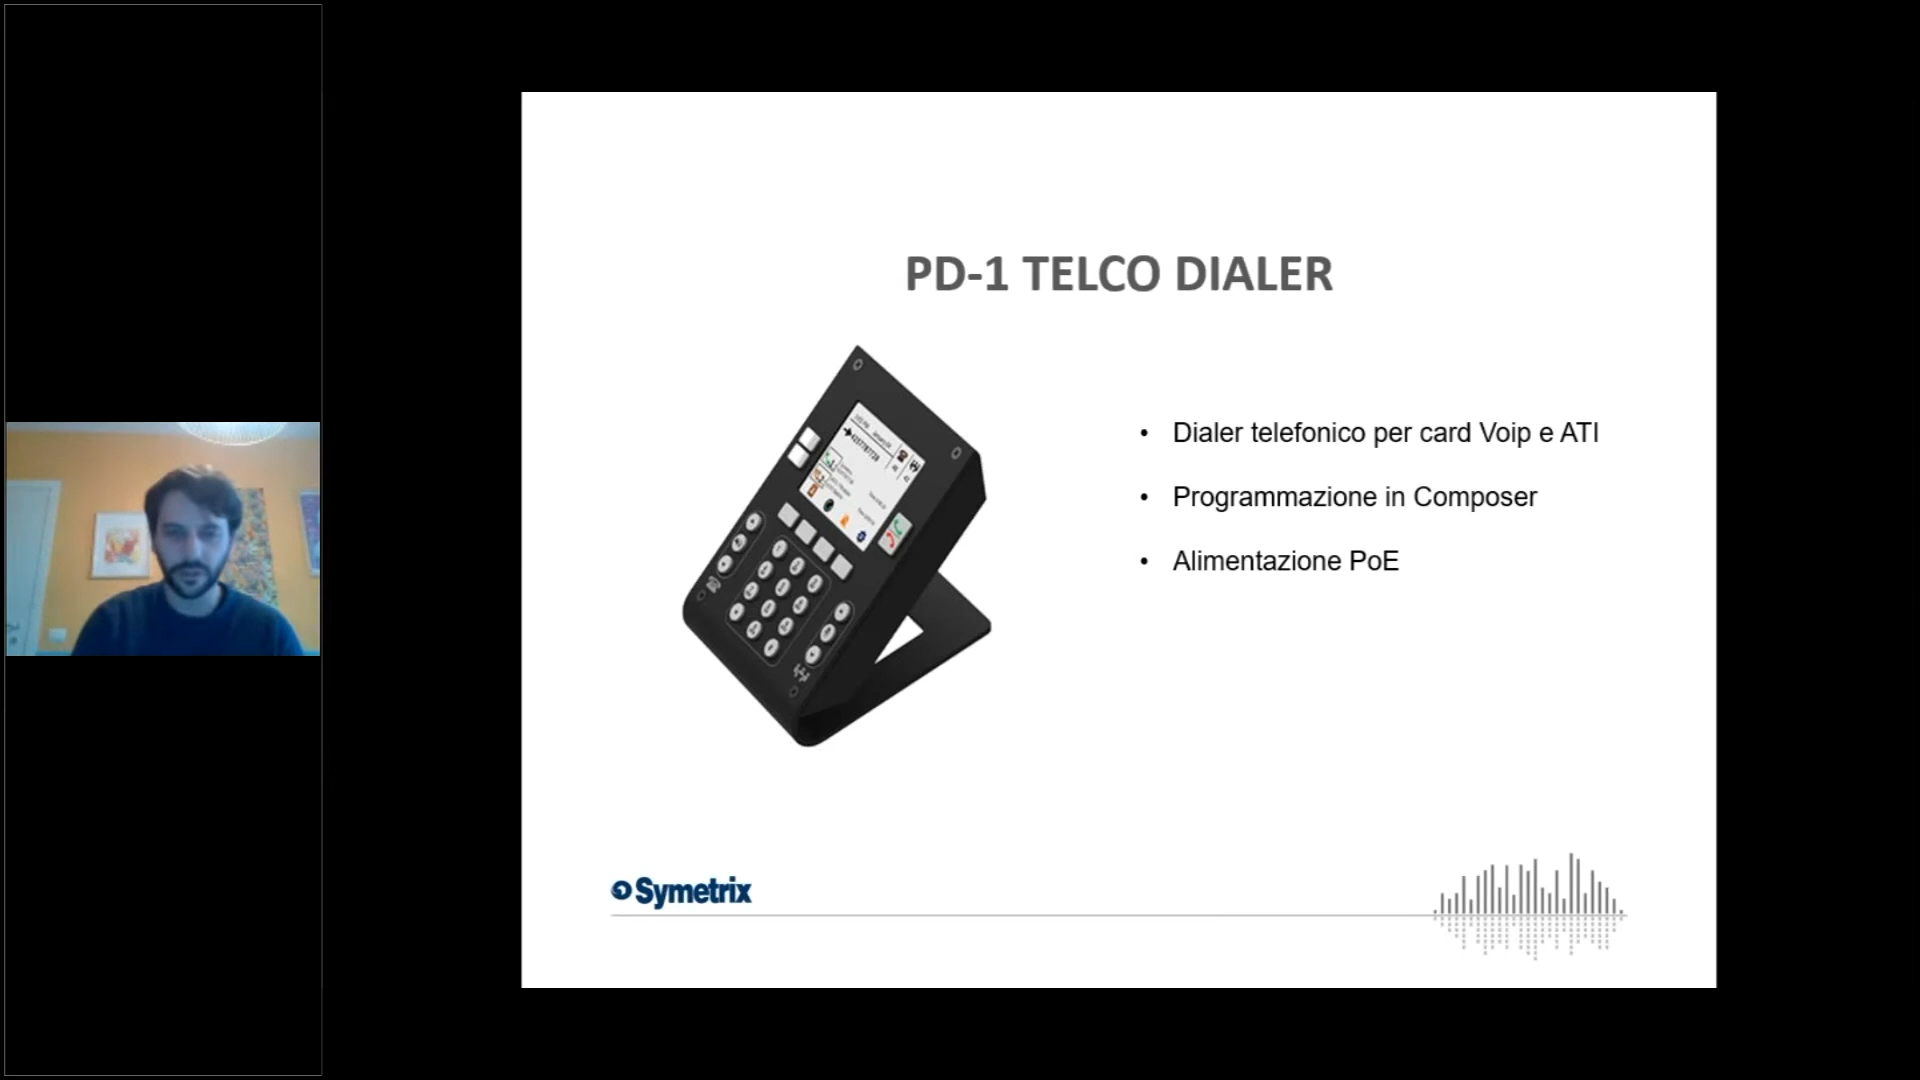 PD-1 TELCO DIALER
• Dialer telefonico per card Voip e ATI
• Programmazione in Composer
• Alimentazione PoE
Symetrix